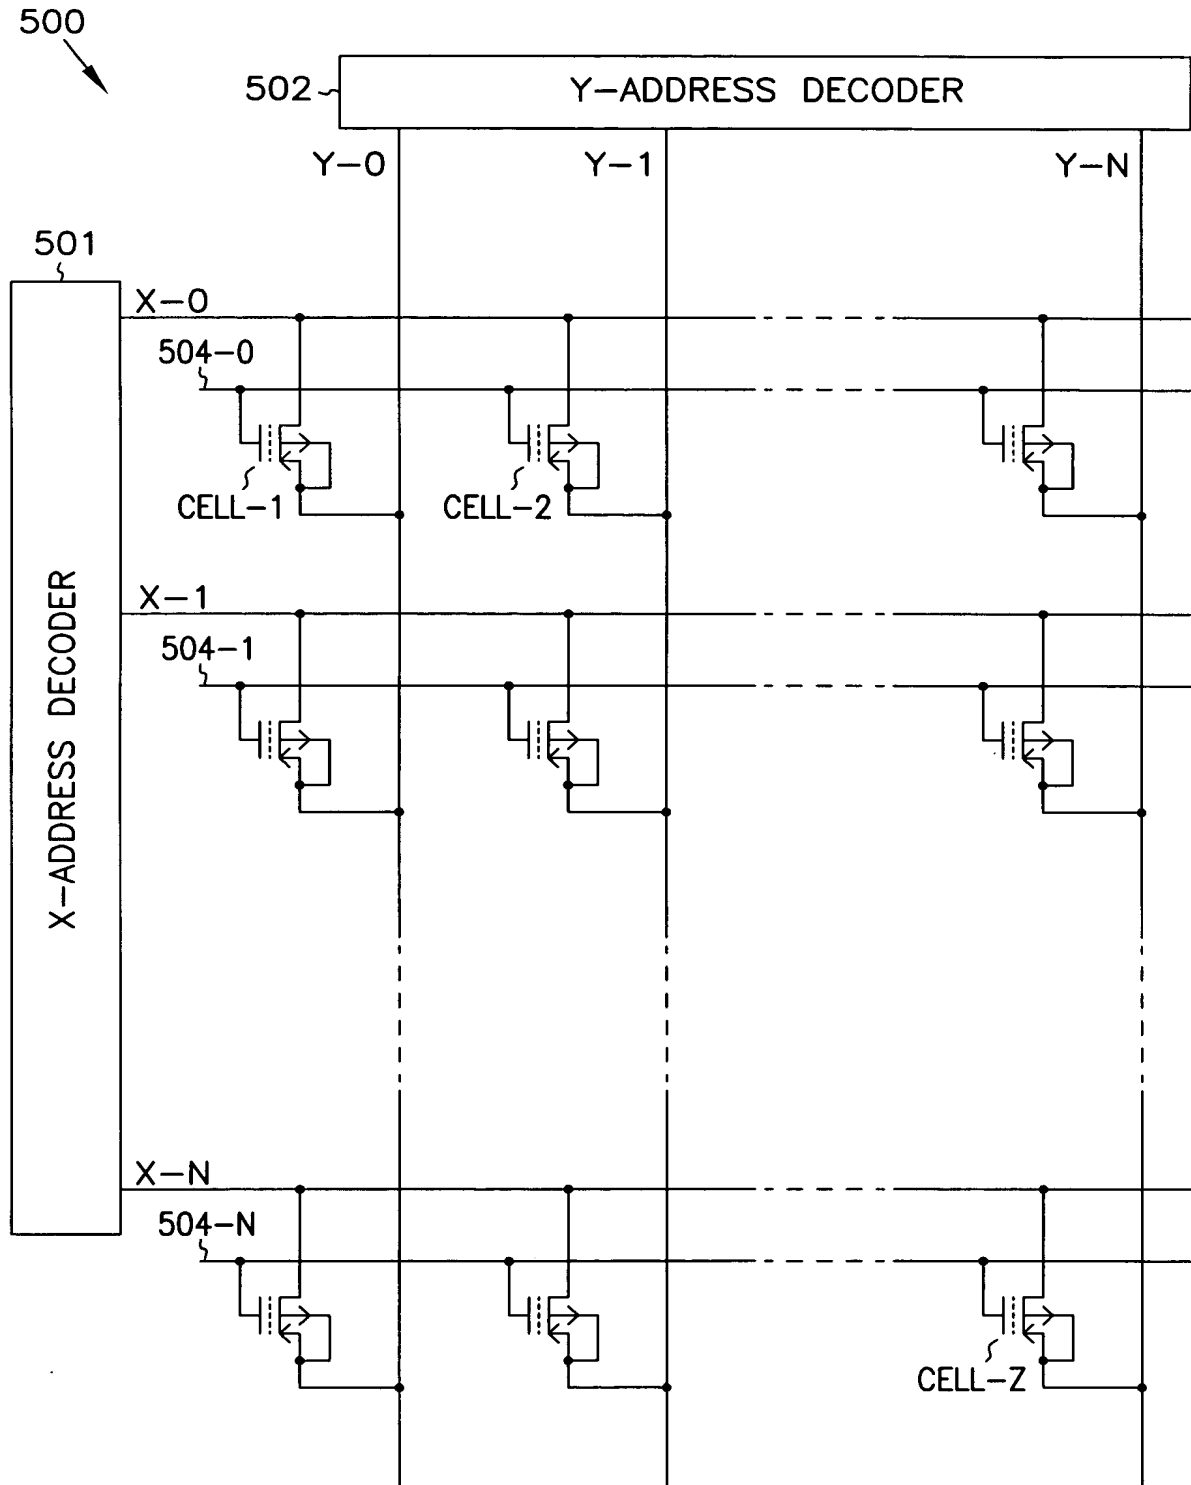 500
502
Y-ADDRESS DECODER
Y-0
Y-1
Y-N
501
X-0
504-0
CELL-1
CELL-2
X-1
504-1
X-ADDRESS DECODER
X-N
504-N
CELL-Z